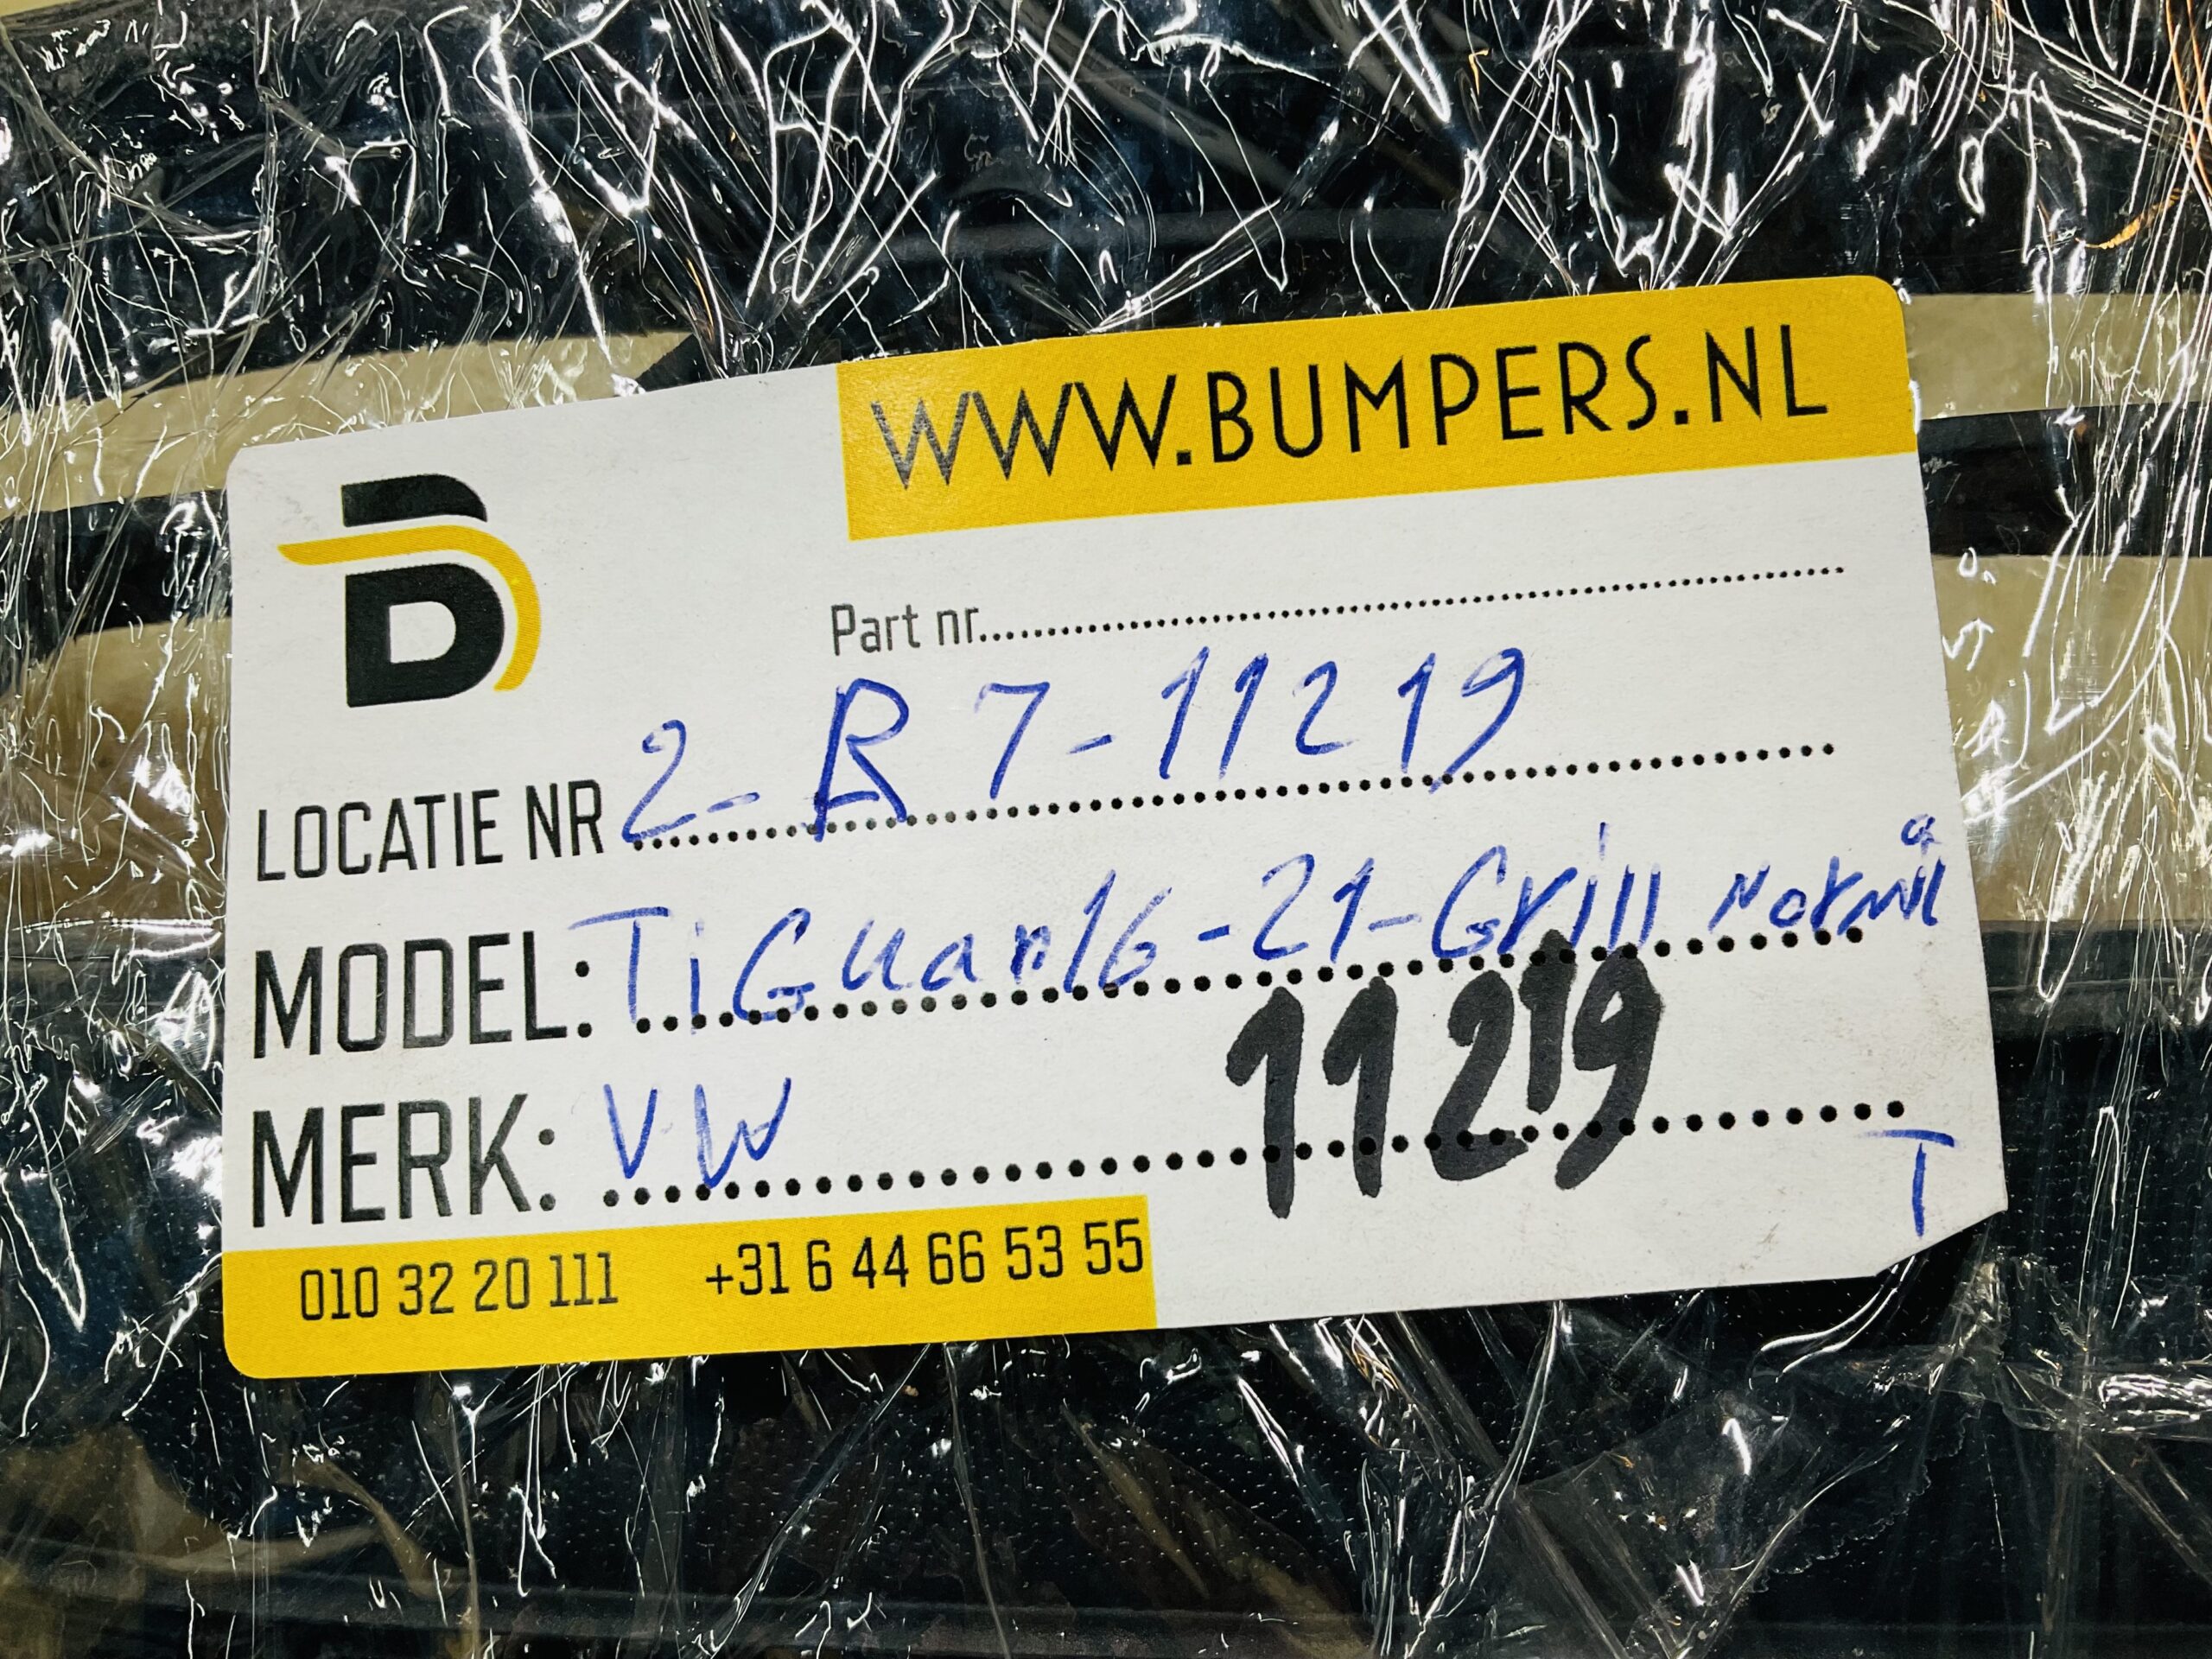 WWW.BUMPERS.NL
B
Part nr.
LOCATIE NR 2-R7-11219
MODEL: TiGuan16-21-Grill Normal
11219
MERK: VW
T
010 32 20 111 +31 6 44 66 53 55